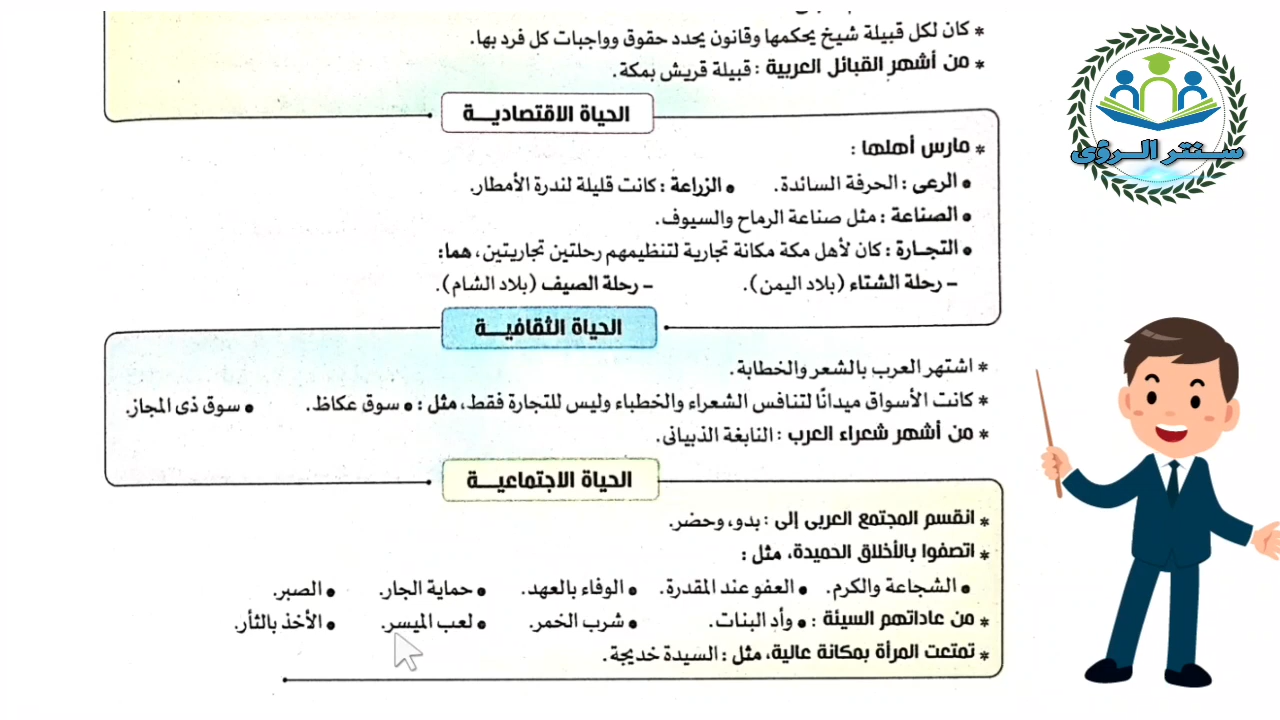 * كان لكل قبيلة شيخ يحكمها وقانون يحدد حقوق وواجبات كل فرد بها.
* من أشهر القبائل العربية : قبيلة قريش بمكة.
الحياة الاقتصاديـــة
* مارس أهلها :
• الرعى : الحرفة السائدة. • الزراعة : كانت قليلة لندرة الأمطار.
• الصناعة : مثل صناعة الرماح والسيوف.
• التجـارة : كان لأهل مكة مكانة تجارية لتنظيمهم رحلتين تجاريتين، هما:
– رحلة الشتاء (بلاد اليمن). – رحلة الصيف (بلاد الشام).
الحياة الثقافيـــة
* اشتهر العرب بالشعر والخطابة.
* كانت الأسواق ميدانًا لتنافس الشعراء والخطباء وليس للتجارة فقط، مثل : • سوق عكاظ. • سوق ذى المجاز.
* من أشهر شعراء العرب : النابغة الذبيانى.
الحياة الاجتماعيـــة
* انقسم المجتمع العربى إلى : بدو، وحضر.
* اتصفوا بالأخلاق الحميدة، مثل :
• الشجاعة والكرم. • العفو عند المقدرة. • الوفاء بالعهد. • حماية الجار. • الصبر.
* من عاداتهم السيئة : • وأد البنات. • شرب الخمر. • لعب الميسر. • الأخذ بالثأر.
* تمتعت المرأة بمكانة عالية، مثل : السيدة خديجة.
سـنتر الـرؤى